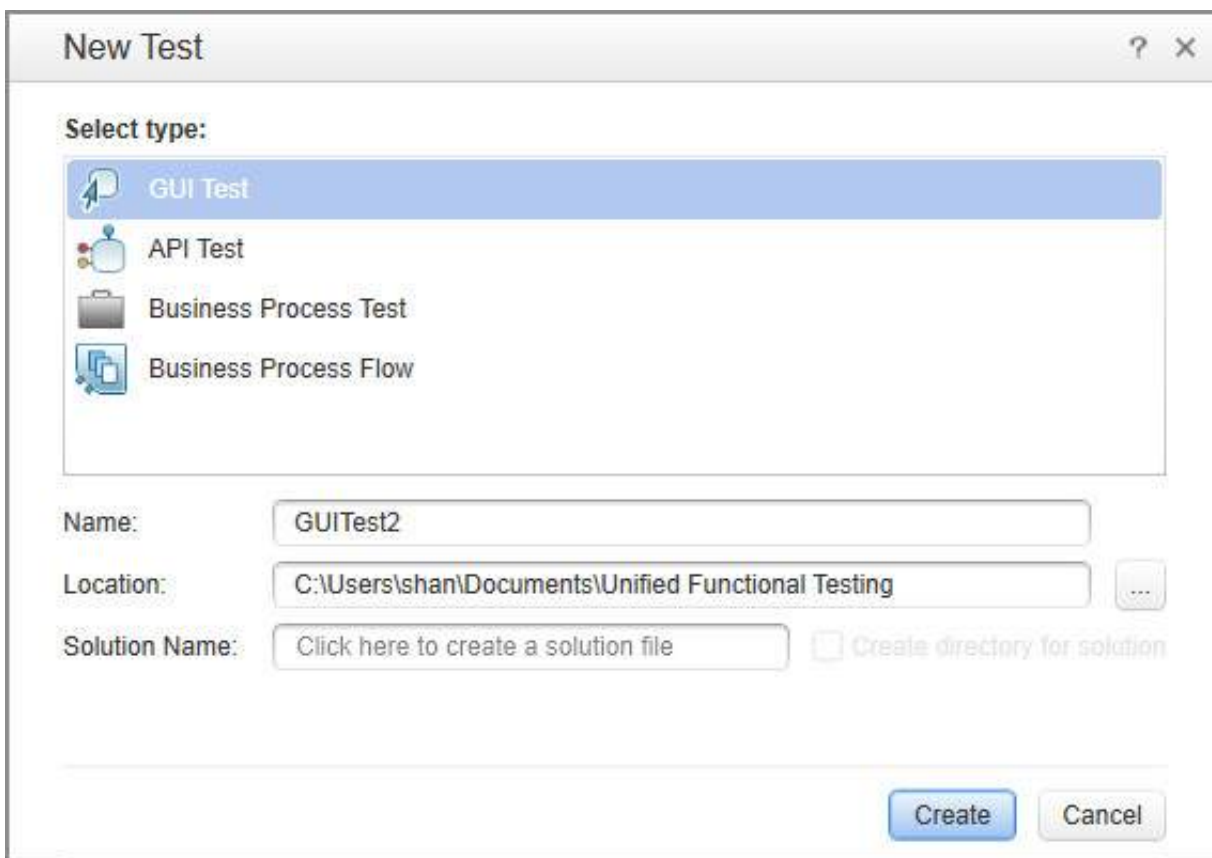 New Test ? ×
Select type:
GUI Test
API Test
Business Process Test
Business Process Flow
Name: GUITest2
Location: C:\Users\shan\Documents\Unified Functional Testing ...
Solution Name: Click here to create a solution file Create directory for solution
Create Cancel